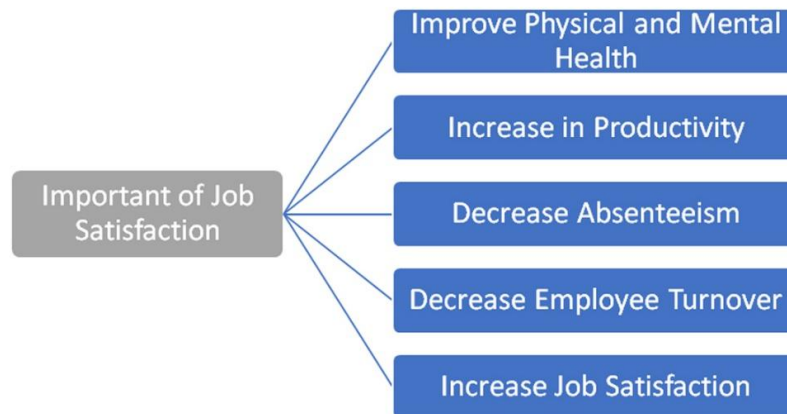 Improve Physical and Mental
Health
Increase in Productivity
Important of Job
Satisfaction
Decrease Absenteeism
Decrease Employee Turnover
Increase Job Satisfaction